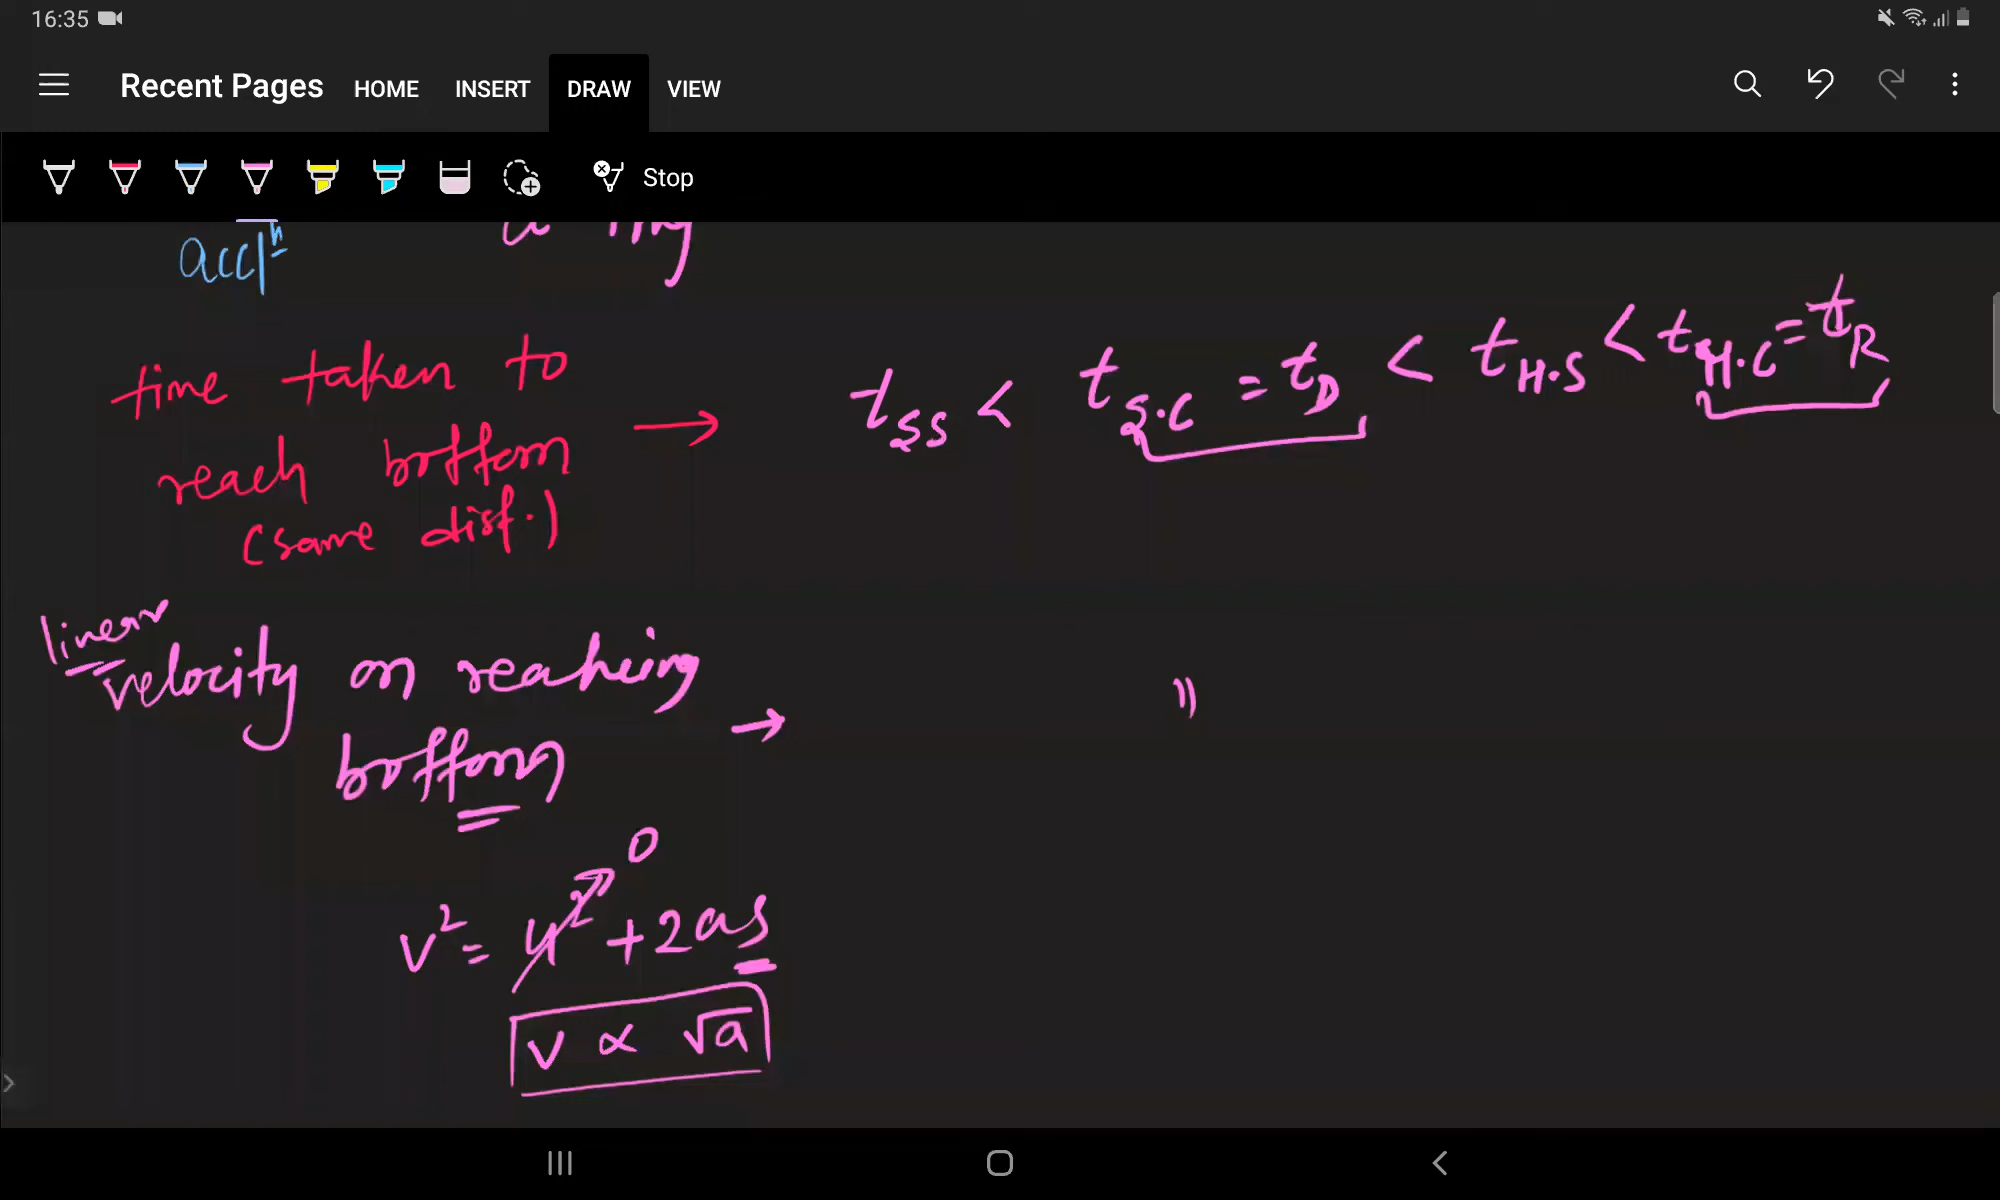 16:35
Recent Pages HOME INSERT DRAW VIEW
Stop
accl^n
time taken to
reach bottom
(same dist.)
→ t_SS < t_S.C = t_D < t_H.S < t_H.C = t_R
linear
velocity on reaching
bottom → 〃
v² = u² + 2as
0
v ∝ √a